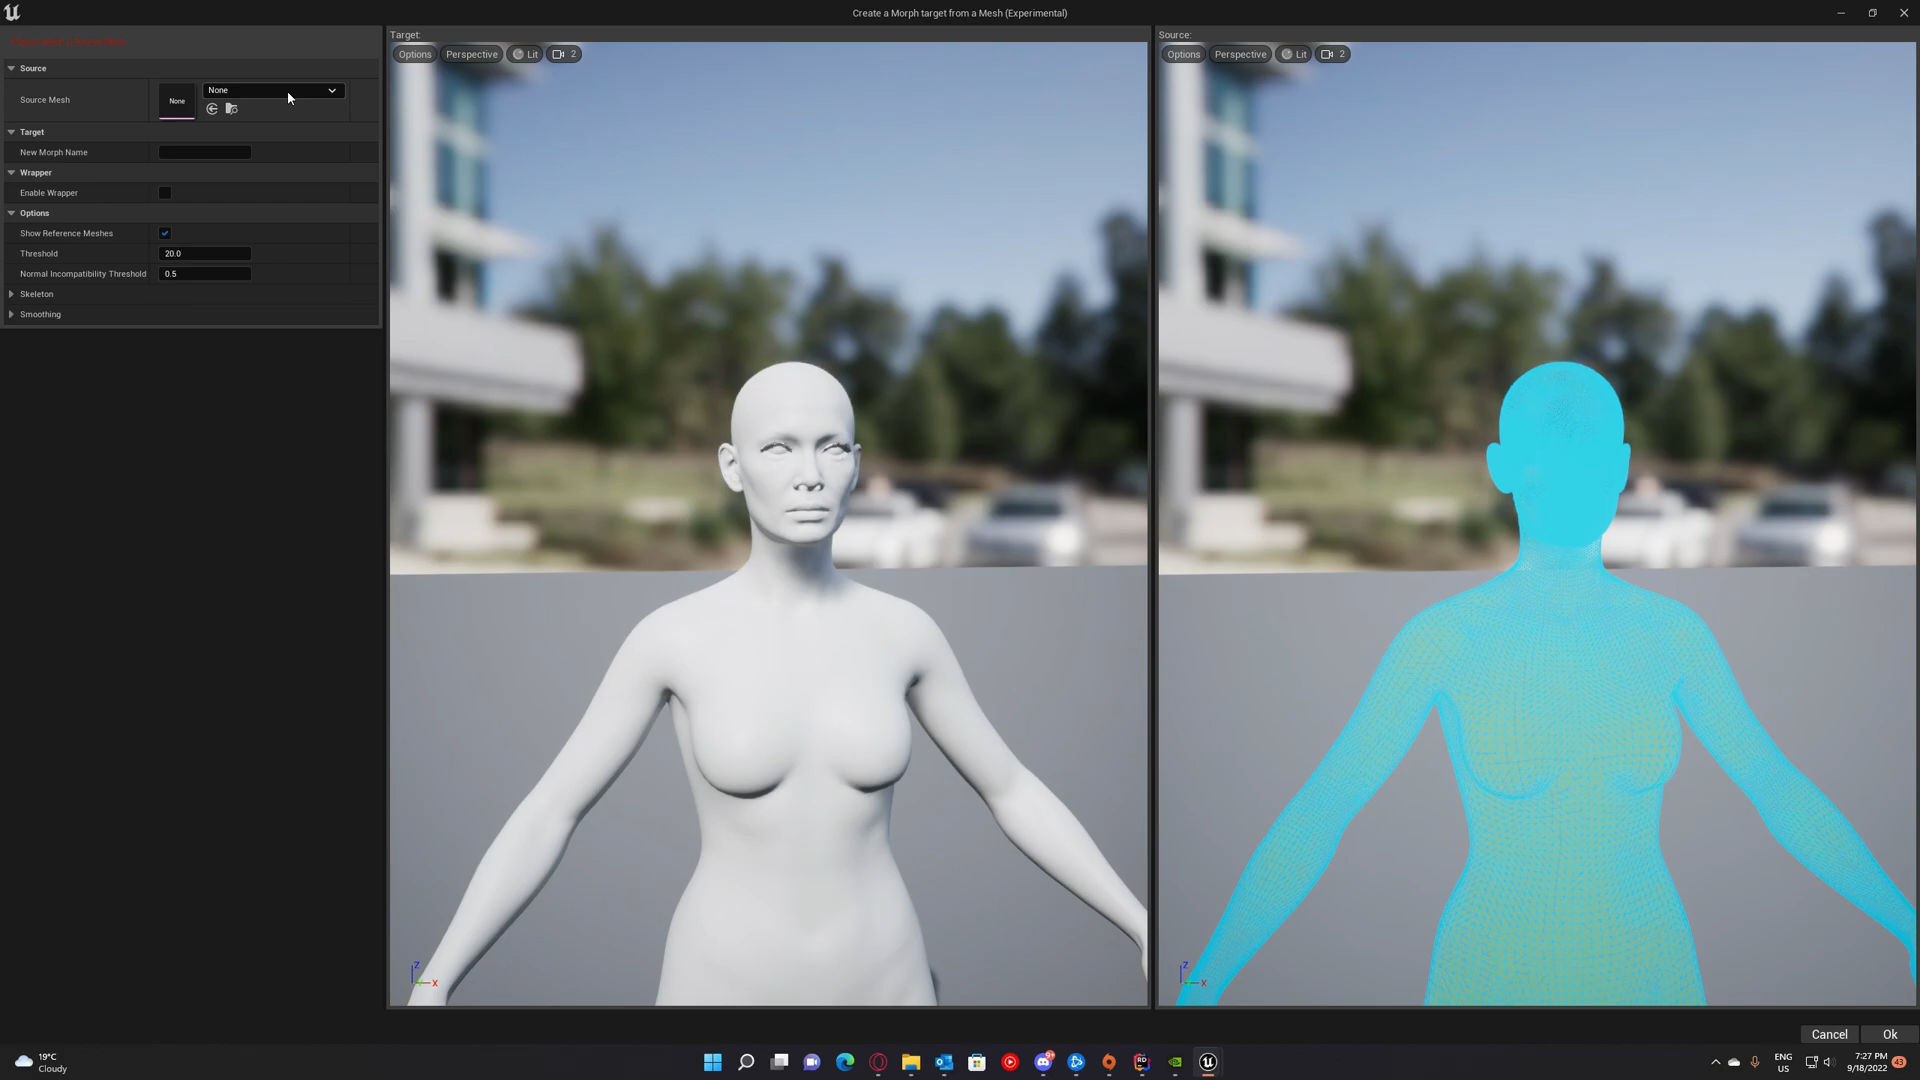 Create a Morph target from a Mesh (Experimental)
Source
Source Mesh
None
None
Target
New Morph Name
Wrapper
Enable Wrapper
Options
Show Reference Meshes
Threshold
20.0
Normal Incompatibility Threshold
0.5
Skeleton
Smoothing
Target:
Options
Perspective
Lit
2
Z
X
Source:
Options
Perspective
Lit
2
Z
X
Cancel
Ok
19°C
Cloudy
RD
ENG
US
7:27 PM
9/18/2022
43